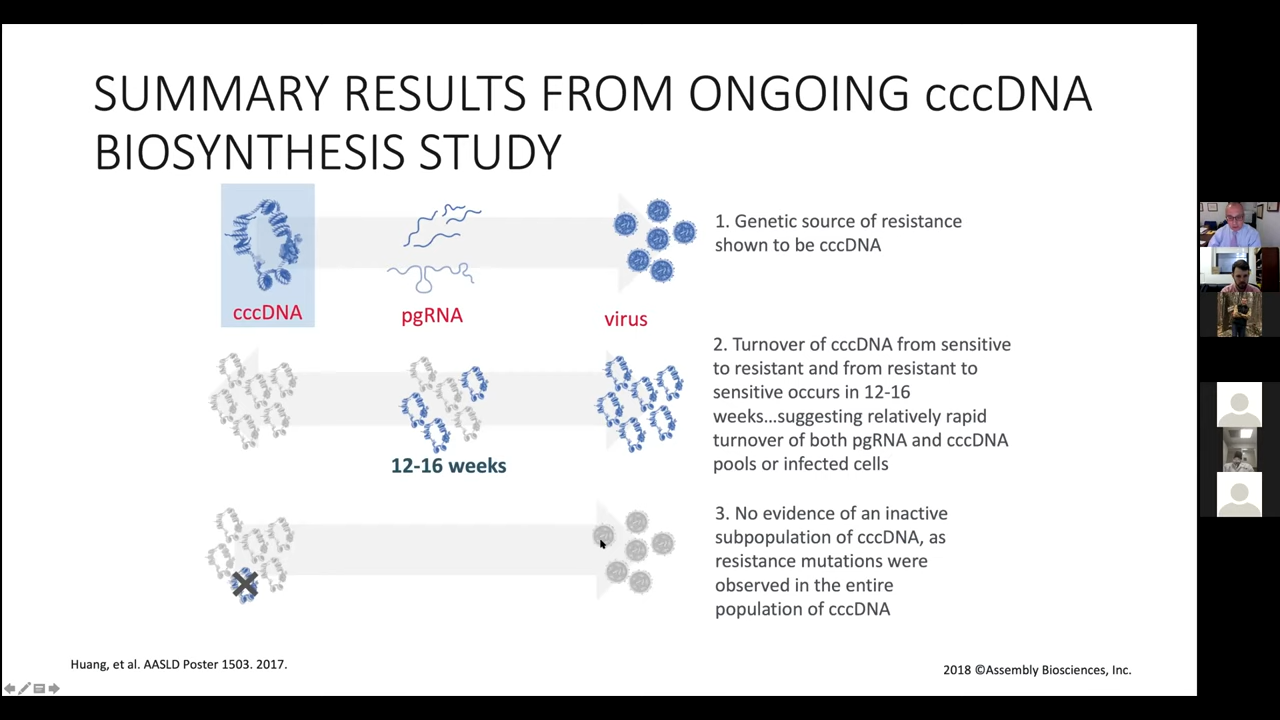 SUMMARY RESULTS FROM ONGOING cccDNA
BIOSYNTHESIS STUDY
cccDNA
pgRNA
virus
1. Genetic source of resistance
shown to be cccDNA
12-16 weeks
2. Turnover of cccDNA from sensitive
to resistant and from resistant to
sensitive occurs in 12-16
weeks...suggesting relatively rapid
turnover of both pgRNA and cccDNA
pools or infected cells
3. No evidence of an inactive
subpopulation of cccDNA, as
resistance mutations were
observed in the entire
population of cccDNA
Huang, et al. AASLD Poster 1503. 2017.
2018 ©Assembly Biosciences, Inc.